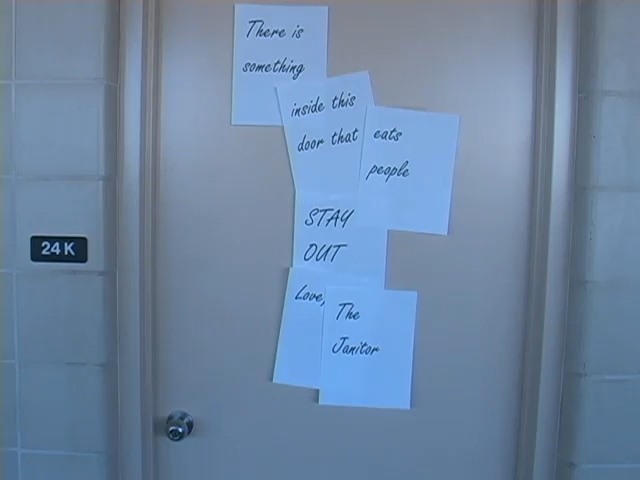 There is
something
inside this
door that
eats
people
STAY
OUT
Love,
The
Janitor
24 K